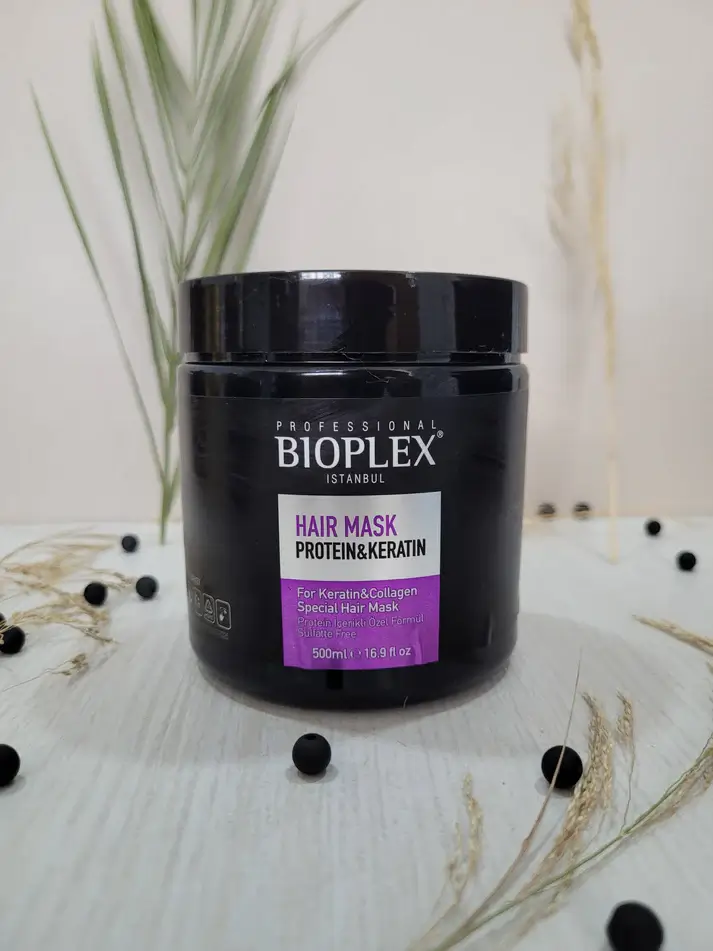 PROFESSIONAL
BIOPLEX®
ISTANBUL
HAIR MASK
PROTEIN&KERATIN
For Keratin&Collagen
Special Hair Mask
Protein İçerikli Özel Formül
Sulfatte Free
500ml e 16.9 fl oz